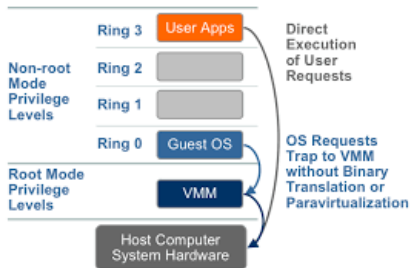 Ring 3
User Apps
Direct
Execution
of User
Requests
Non-root
Mode
Privilege
Levels
Ring 2
Ring 1
Ring 0
Guest OS
OS Requests
Trap to VMM
without Binary
Translation or
Paravirtualization
Root Mode
Privilege
Levels
VMM
Host Computer
System Hardware